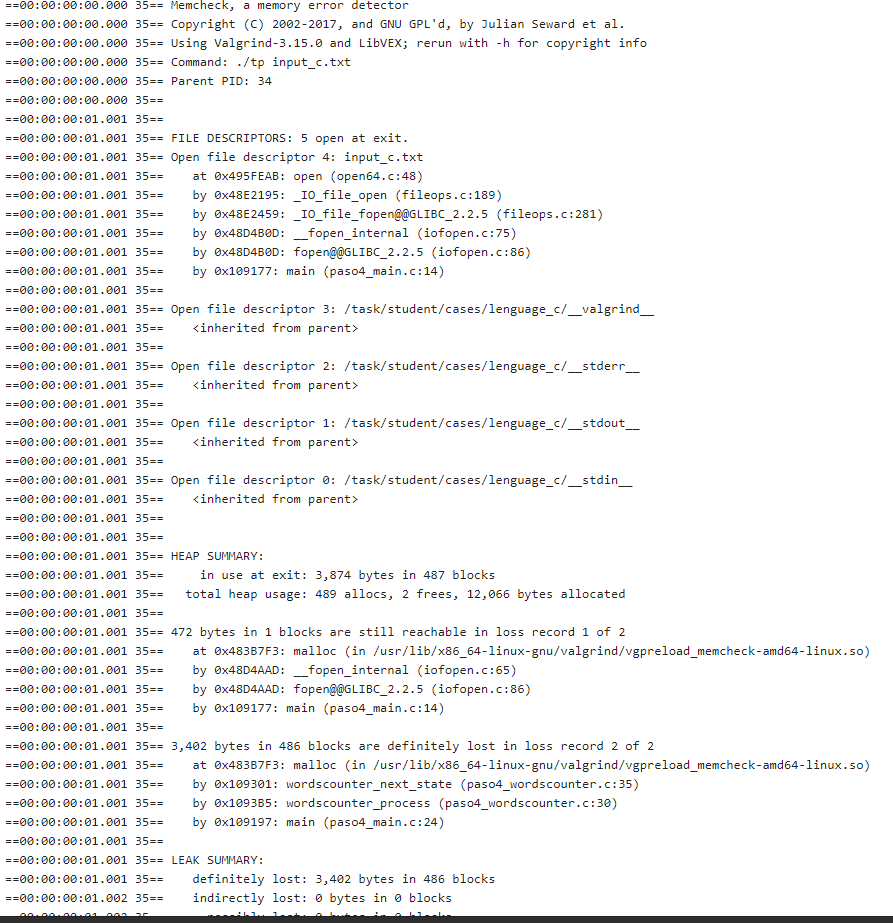 ==00:00:00:00.000 35== Memcheck, a memory error detector
==00:00:00:00.000 35== Copyright (C) 2002-2017, and GNU GPL'd, by Julian Seward et al.
==00:00:00:00.000 35== Using Valgrind-3.15.0 and LibVEX; rerun with -h for copyright info
==00:00:00:00.000 35== Command: ./tp input_c.txt
==00:00:00:00.000 35== Parent PID: 34
==00:00:00:00.000 35==
==00:00:00:01.001 35==
==00:00:00:01.001 35== FILE DESCRIPTORS: 5 open at exit.
==00:00:00:01.001 35== Open file descriptor 4: input_c.txt
==00:00:00:01.001 35==    at 0x495FEAB: open (open64.c:48)
==00:00:00:01.001 35==    by 0x48E2195: _IO_file_open (fileops.c:189)
==00:00:00:01.001 35==    by 0x48E2459: _IO_file_fopen@@GLIBC_2.2.5 (fileops.c:281)
==00:00:00:01.001 35==    by 0x48D4B0D: __fopen_internal (iofopen.c:75)
==00:00:00:01.001 35==    by 0x48D4B0D: fopen@@GLIBC_2.2.5 (iofopen.c:86)
==00:00:00:01.001 35==    by 0x109177: main (paso4_main.c:14)
==00:00:00:01.001 35==
==00:00:00:01.001 35== Open file descriptor 3: /task/student/cases/lenguage_c/__valgrind__
==00:00:00:01.001 35==    <inherited from parent>
==00:00:00:01.001 35==
==00:00:00:01.001 35== Open file descriptor 2: /task/student/cases/lenguage_c/__stderr__
==00:00:00:01.001 35==    <inherited from parent>
==00:00:00:01.001 35==
==00:00:00:01.001 35== Open file descriptor 1: /task/student/cases/lenguage_c/__stdout__
==00:00:00:01.001 35==    <inherited from parent>
==00:00:00:01.001 35==
==00:00:00:01.001 35== Open file descriptor 0: /task/student/cases/lenguage_c/__stdin__
==00:00:00:01.001 35==    <inherited from parent>
==00:00:00:01.001 35==
==00:00:00:01.001 35==
==00:00:00:01.001 35== HEAP SUMMARY:
==00:00:00:01.001 35==     in use at exit: 3,874 bytes in 487 blocks
==00:00:00:01.001 35==   total heap usage: 489 allocs, 2 frees, 12,066 bytes allocated
==00:00:00:01.001 35==
==00:00:00:01.001 35== 472 bytes in 1 blocks are still reachable in loss record 1 of 2
==00:00:00:01.001 35==    at 0x483B7F3: malloc (in /usr/lib/x86_64-linux-gnu/valgrind/vgpreload_memcheck-amd64-linux.so)
==00:00:00:01.001 35==    by 0x48D4AAD: __fopen_internal (iofopen.c:65)
==00:00:00:01.001 35==    by 0x48D4AAD: fopen@@GLIBC_2.2.5 (iofopen.c:86)
==00:00:00:01.001 35==    by 0x109177: main (paso4_main.c:14)
==00:00:00:01.001 35==
==00:00:00:01.001 35== 3,402 bytes in 486 blocks are definitely lost in loss record 2 of 2
==00:00:00:01.001 35==    at 0x483B7F3: malloc (in /usr/lib/x86_64-linux-gnu/valgrind/vgpreload_memcheck-amd64-linux.so)
==00:00:00:01.001 35==    by 0x109301: wordscounter_next_state (paso4_wordscounter.c:35)
==00:00:00:01.001 35==    by 0x1093B5: wordscounter_process (paso4_wordscounter.c:30)
==00:00:00:01.001 35==    by 0x109197: main (paso4_main.c:24)
==00:00:00:01.001 35==
==00:00:00:01.001 35== LEAK SUMMARY:
==00:00:00:01.001 35==    definitely lost: 3,402 bytes in 486 blocks
==00:00:00:01.002 35==    indirectly lost: 0 bytes in 0 blocks
==00:00:00:01.002 35==      possibly lost: 0 bytes in 0 blocks